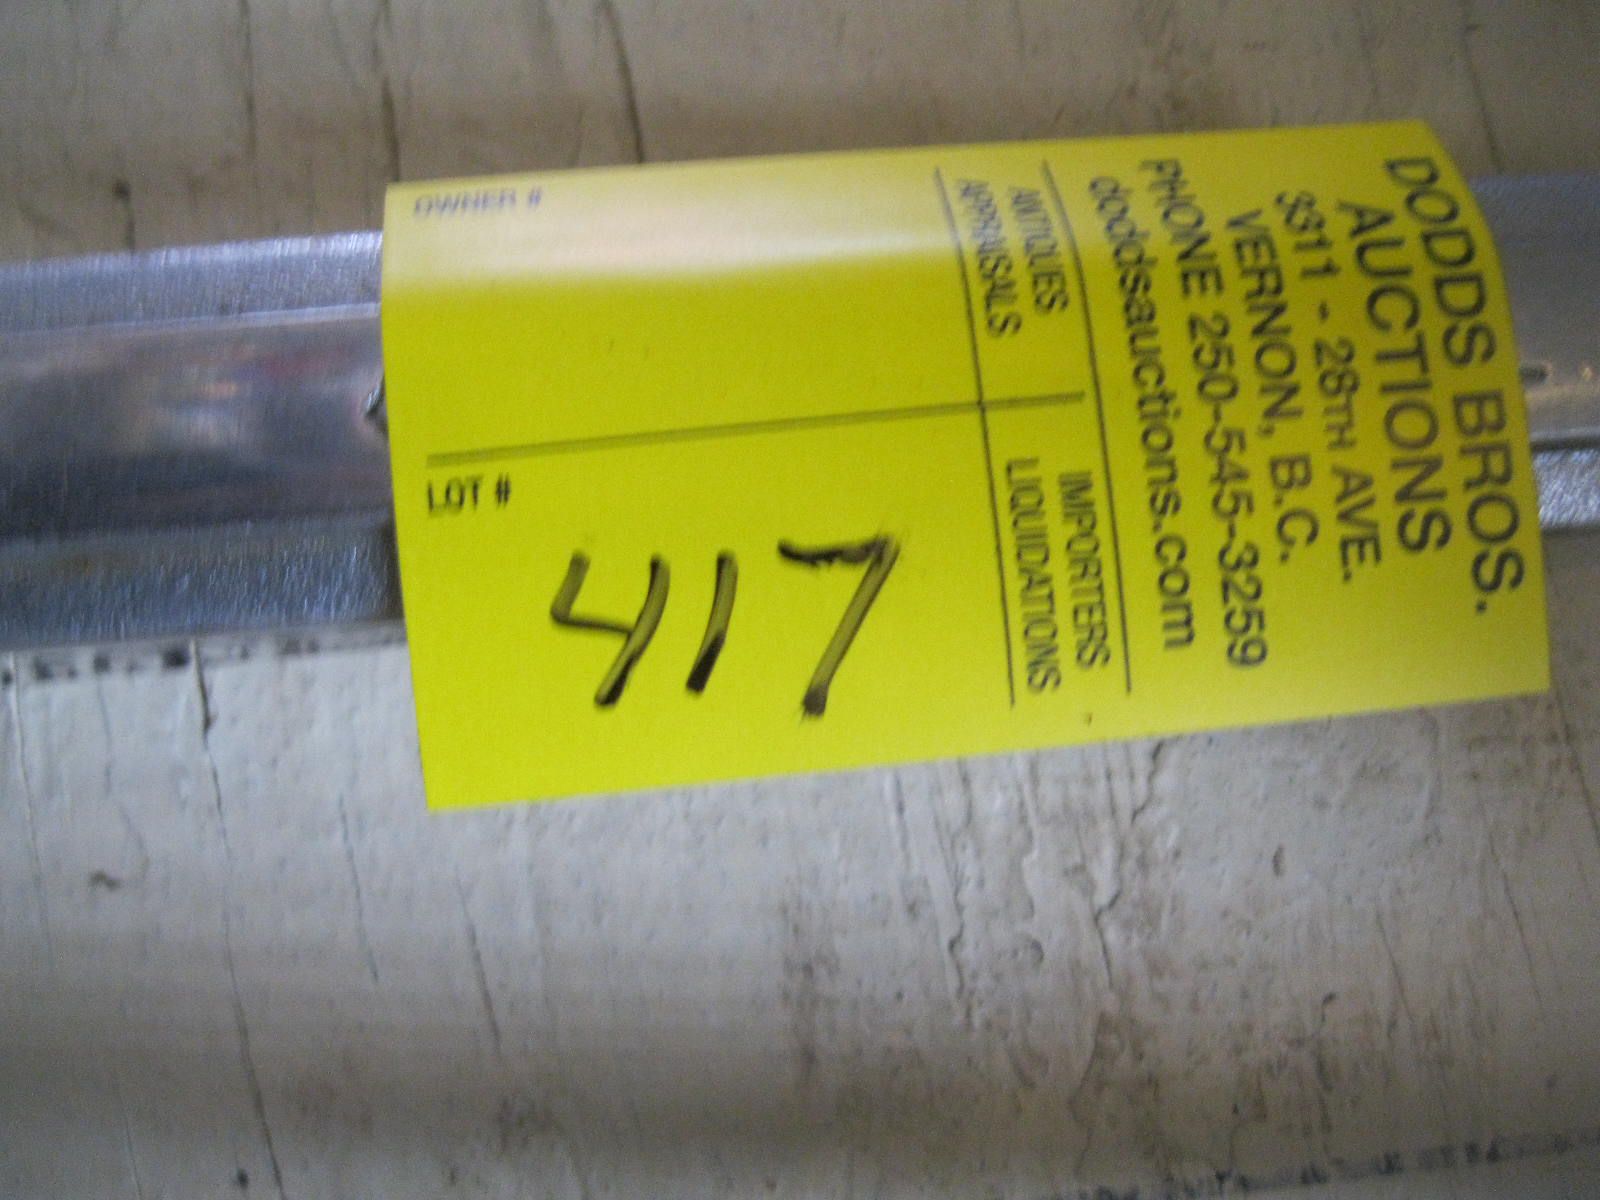 DODDS BROS.
AUCTIONS
3311 - 28TH AVE.
VERNON, B.C.
PHONE 250-545-3259
doddsauctions.com
ANTIQUES
APPRAISALS
IMPORTERS
LIQUIDATIONS
OWNER #
LOT #
417